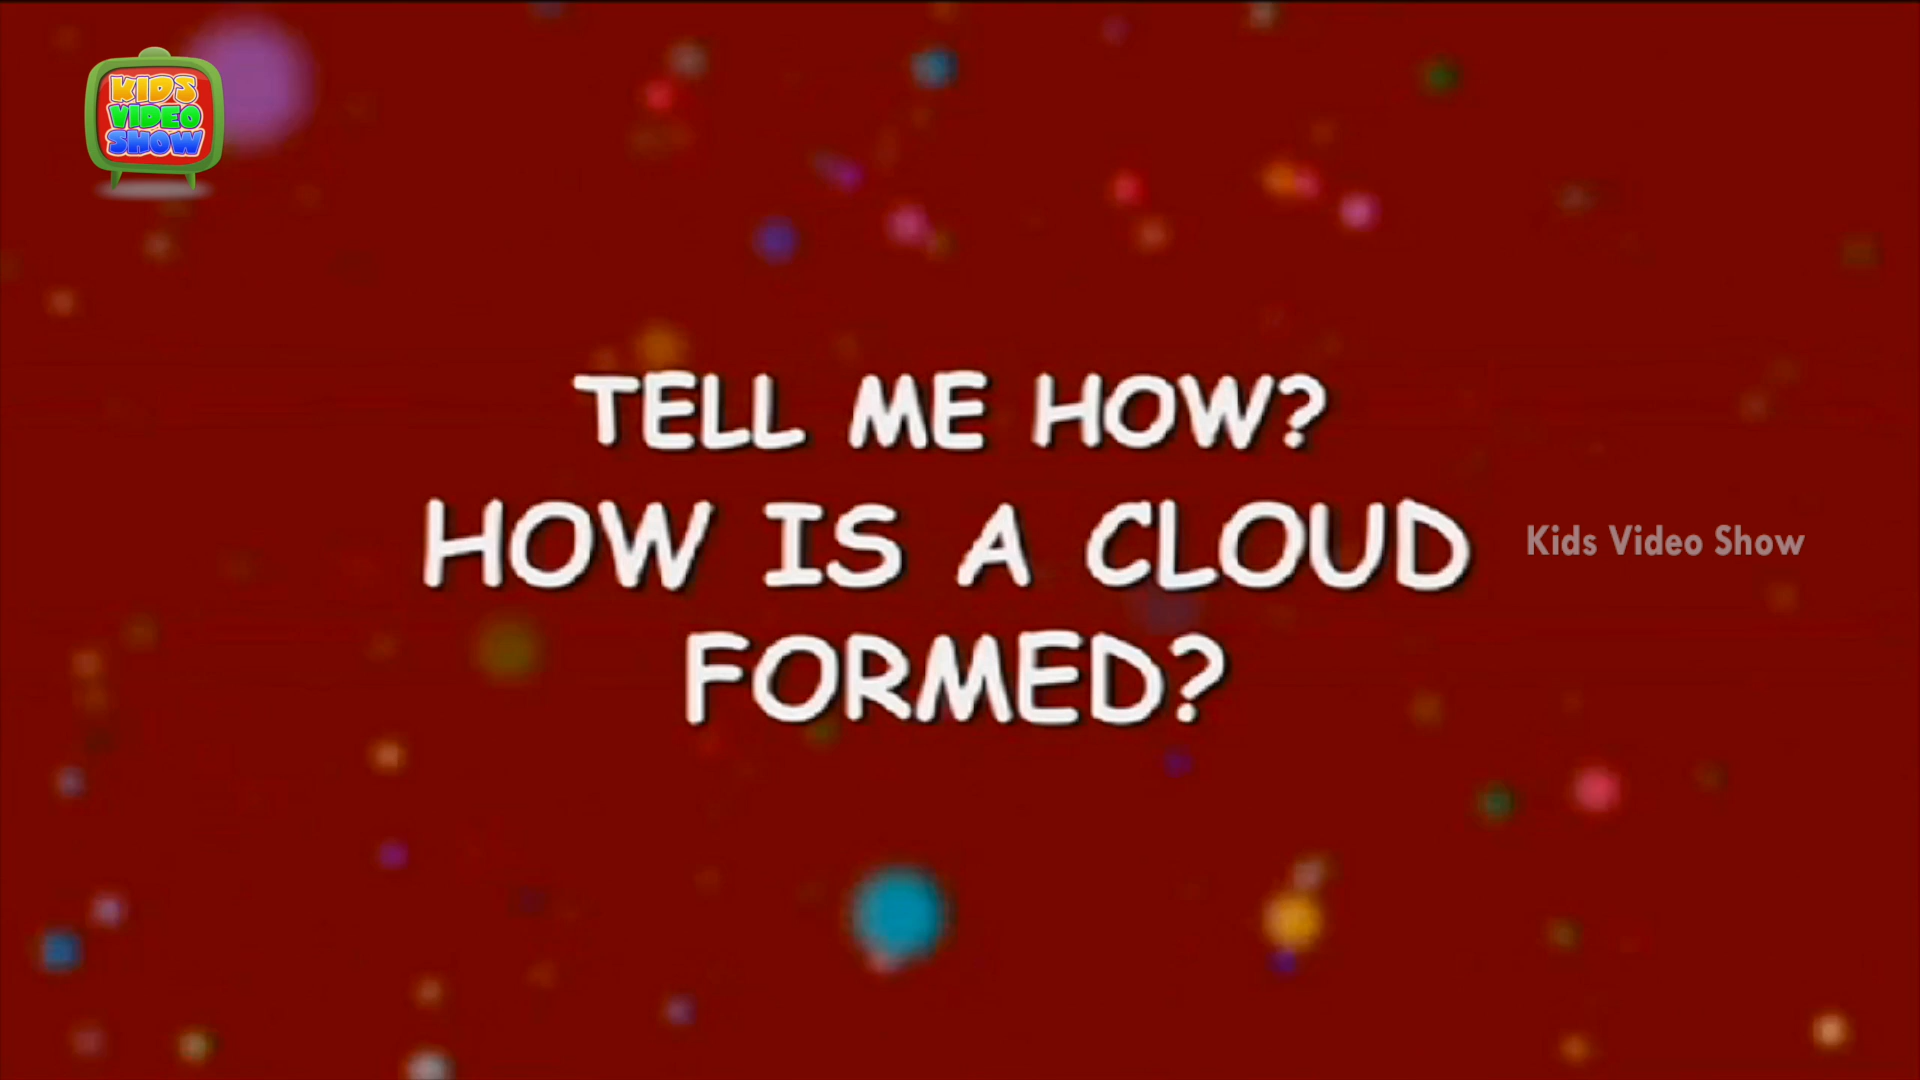 KIDS
VIDEO
SHOW
TELL ME HOW?
HOW IS A CLOUD
FORMED?
Kids Video Show